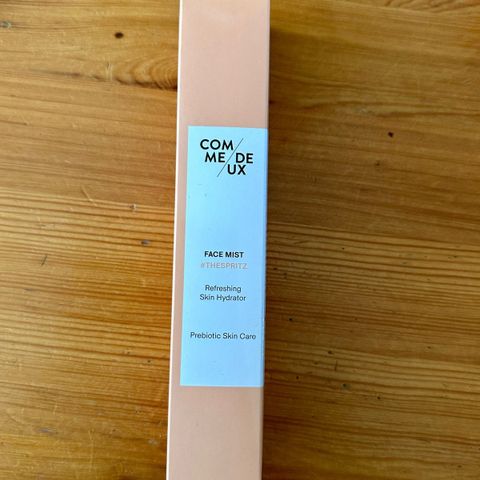 COM/
ME/DE
/UX
FACE MIST
#THESPRITZ
Refreshing
Skin Hydrator
Prebiotic Skin Care